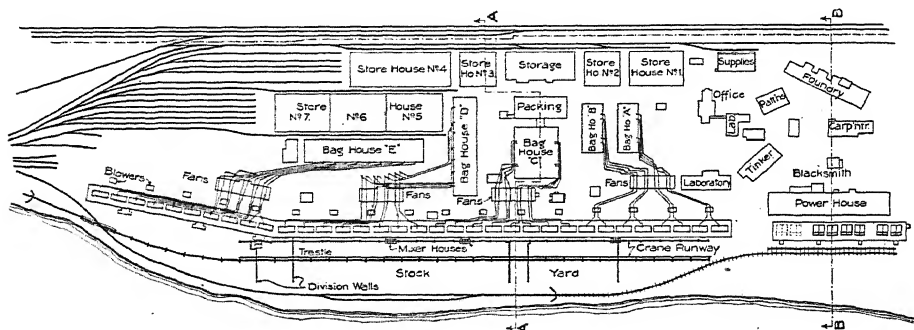 A
B
Store House Nº4
Store
Ho Nº3
Storage
Store
Ho Nº2
Store
House Nº1
Supplies
Foundry
Store
Nº7.
Nº6
House
Nº5
Bag House "D"
Packing
Bag Ho "B"
Bag Ho "A"
Office
Lab
Carp'ntr.
Bag House "E"
Bag
House
"C"
Tinker
Blowers
Fans
Fans
Fans
Fans
Laboratory
Blacksmith
Power House
Trestle
Mixer Houses
Crane Runway
Stock
Yard
Division Walls
A
B